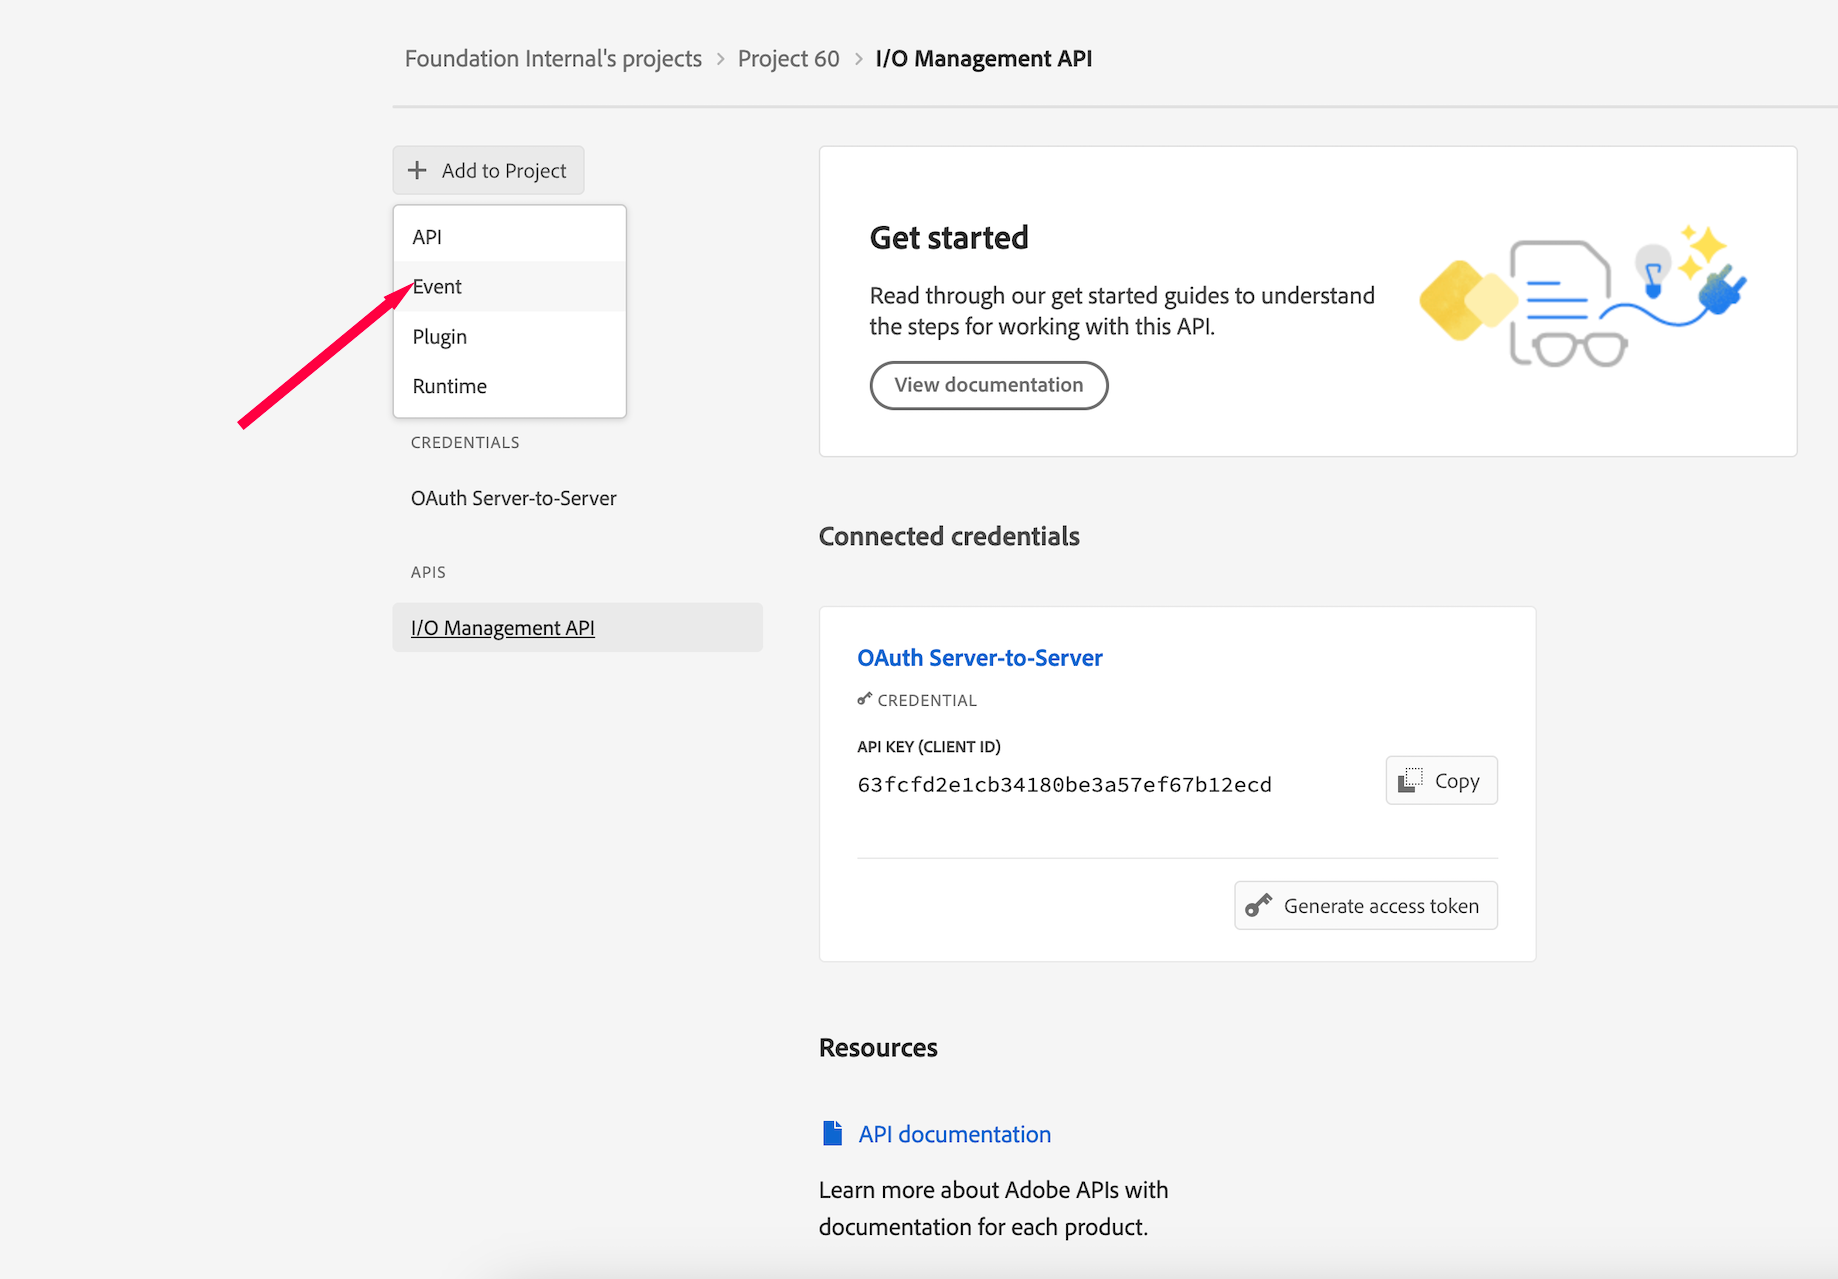 Foundation Internal's projects > Project 60 > I/O Management API
+ Add to Project
API
Event
Plugin
Runtime
CREDENTIALS
OAuth Server-to-Server
APIS
I/O Management API
Get started
Read through our get started guides to understand
the steps for working with this API.
View documentation
Connected credentials
OAuth Server-to-Server
CREDENTIAL
API KEY (CLIENT ID)
63fcfd2e1cb34180be3a57ef67b12ecd
Copy
Generate access token
Resources
API documentation
Learn more about Adobe APIs with
documentation for each product.